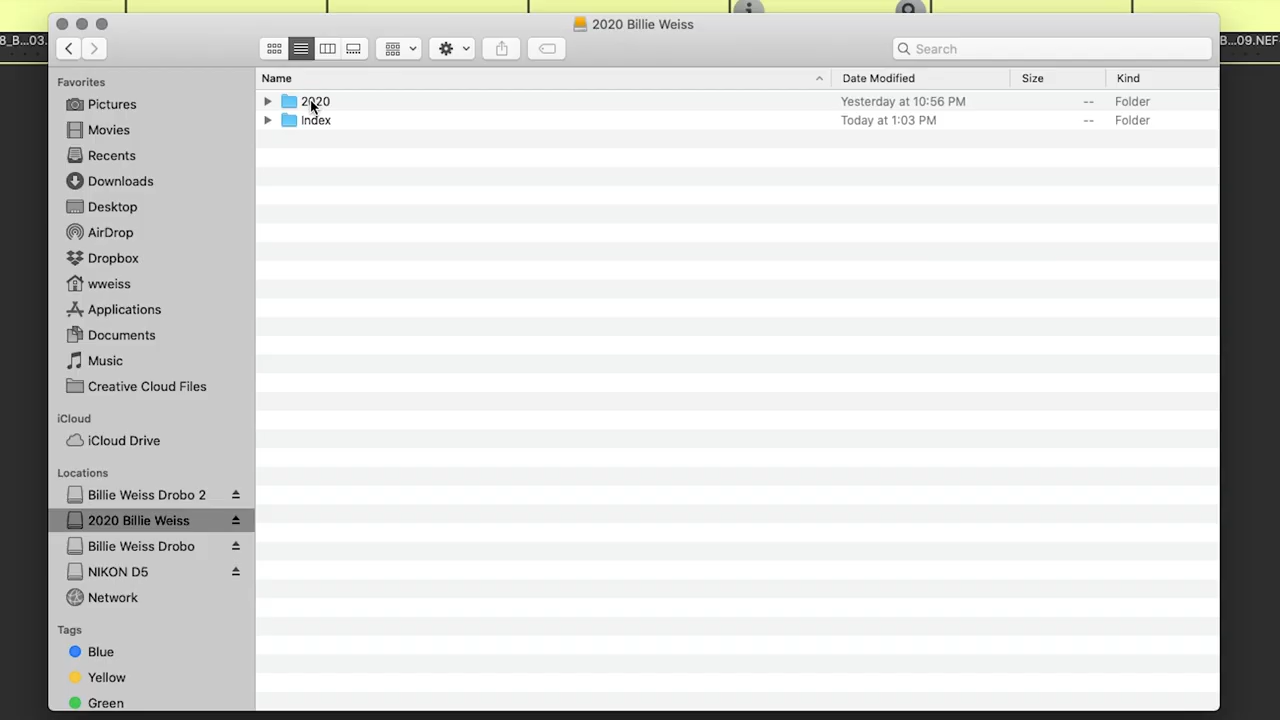 2020 Billie Weiss
8_B...03.
B...09.NEF
Search
Favorites
Pictures
Movies
Recents
Downloads
Desktop
AirDrop
Dropbox
wweiss
Applications
Documents
Music
Creative Cloud Files
iCloud
iCloud Drive
Locations
Billie Weiss Drobo 2
2020 Billie Weiss
Billie Weiss Drobo
NIKON D5
Network
Tags
Blue
Yellow
Green
Name Date Modified Size Kind
2020 Yesterday at 10:56 PM -- Folder
Index Today at 1:03 PM -- Folder